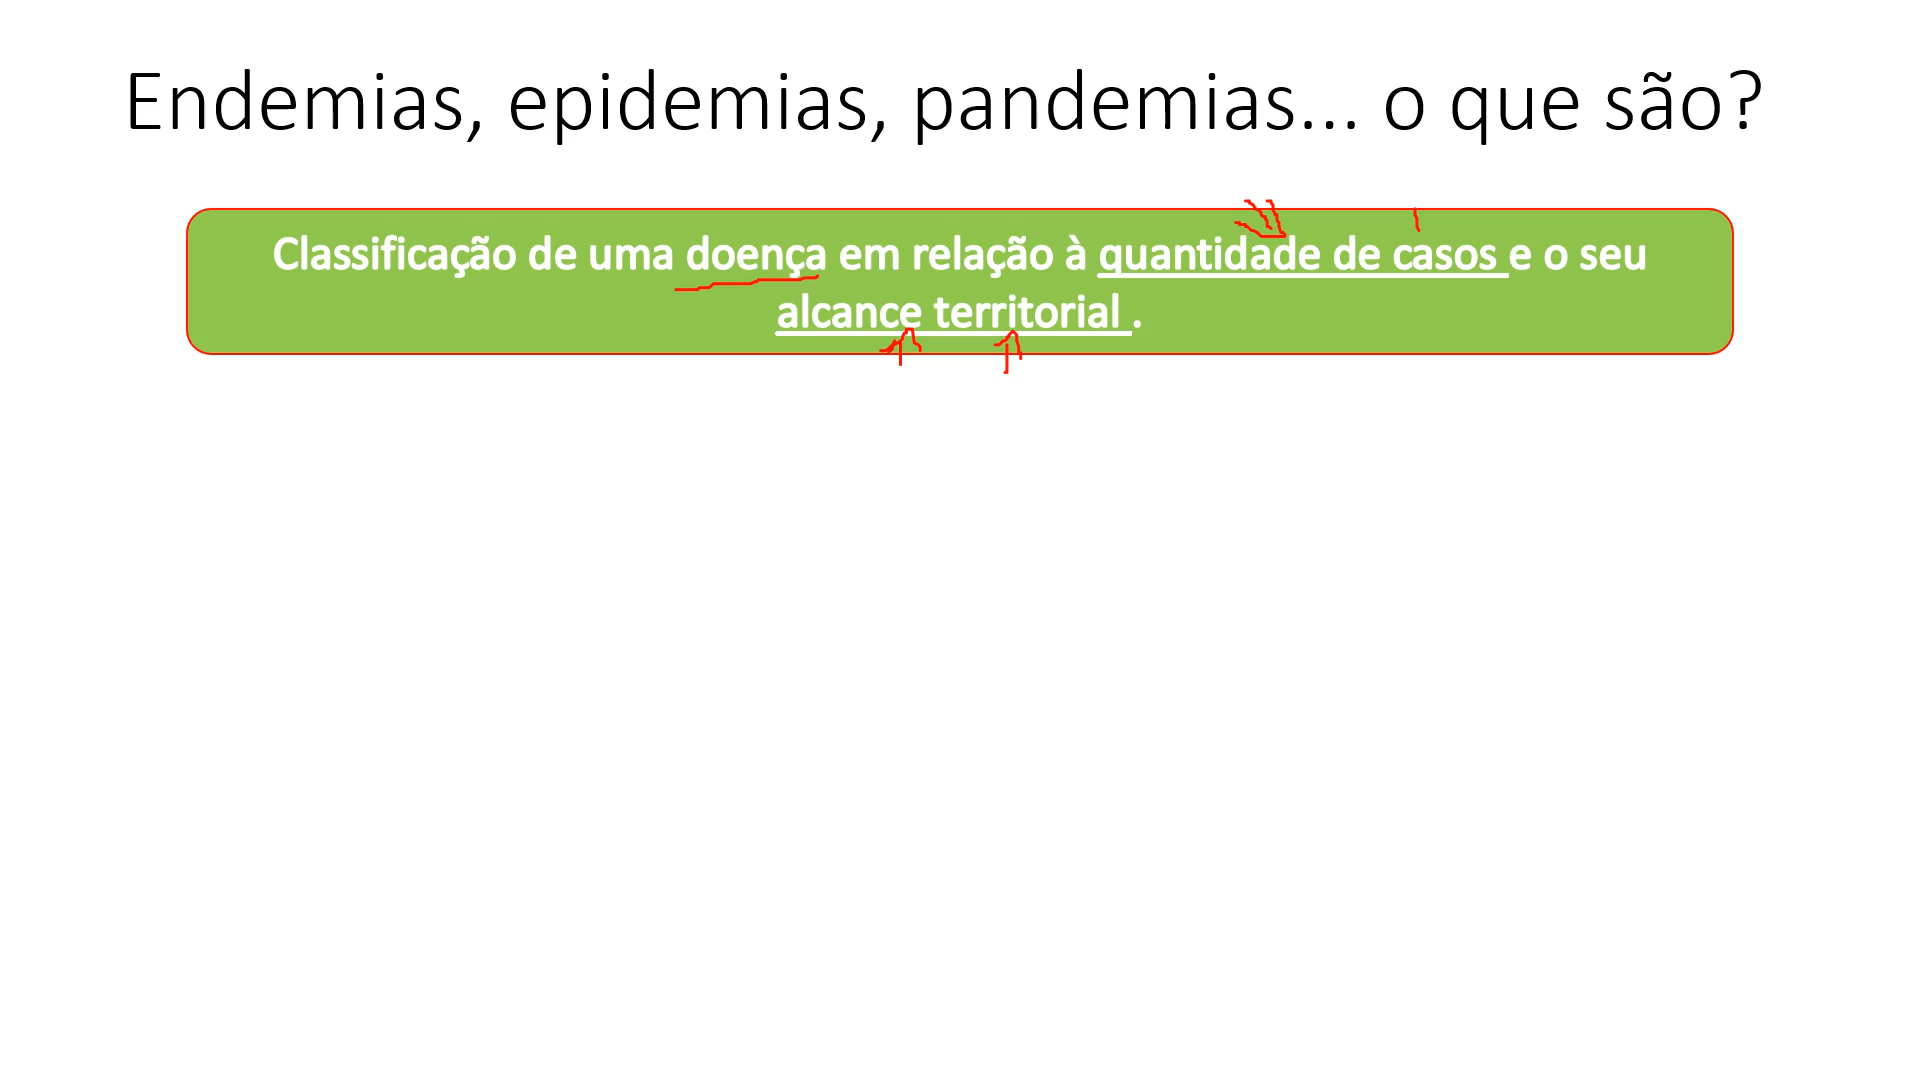 Endemias, epidemias, pandemias... o que são?
Classificação de uma doença em relação à quantidade de casos e o seu
alcance territorial .